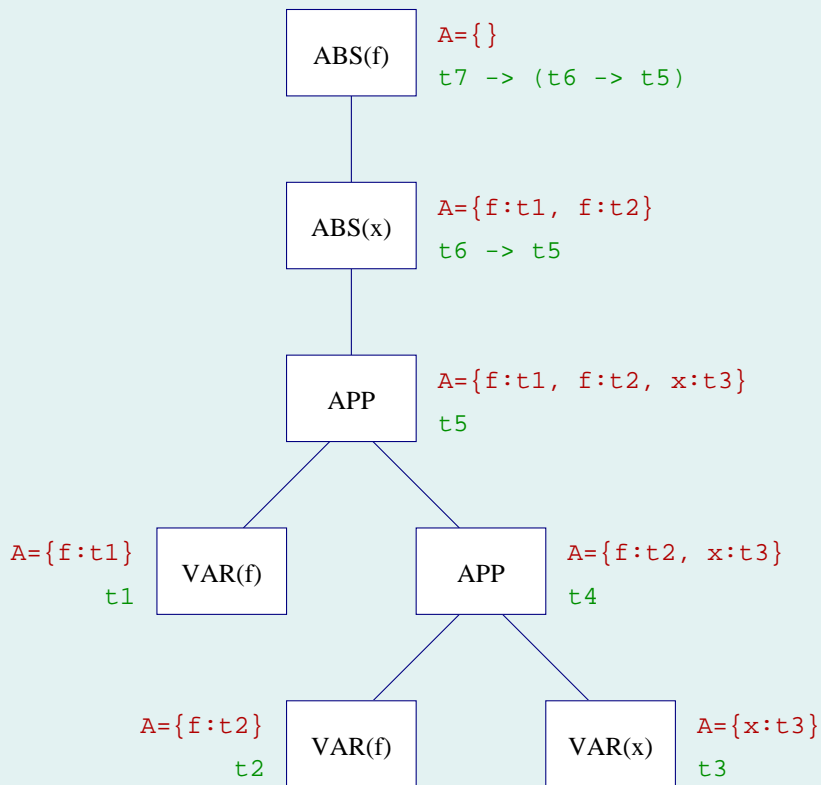 ABS(f)
A={}
t7 -> (t6 -> t5)
ABS(x)
A={f:t1, f:t2}
t6 -> t5
APP
A={f:t1, f:t2, x:t3}
t5
A={f:t1}
t1
VAR(f)
APP
A={f:t2, x:t3}
t4
A={f:t2}
t2
VAR(f)
VAR(x)
A={x:t3}
t3